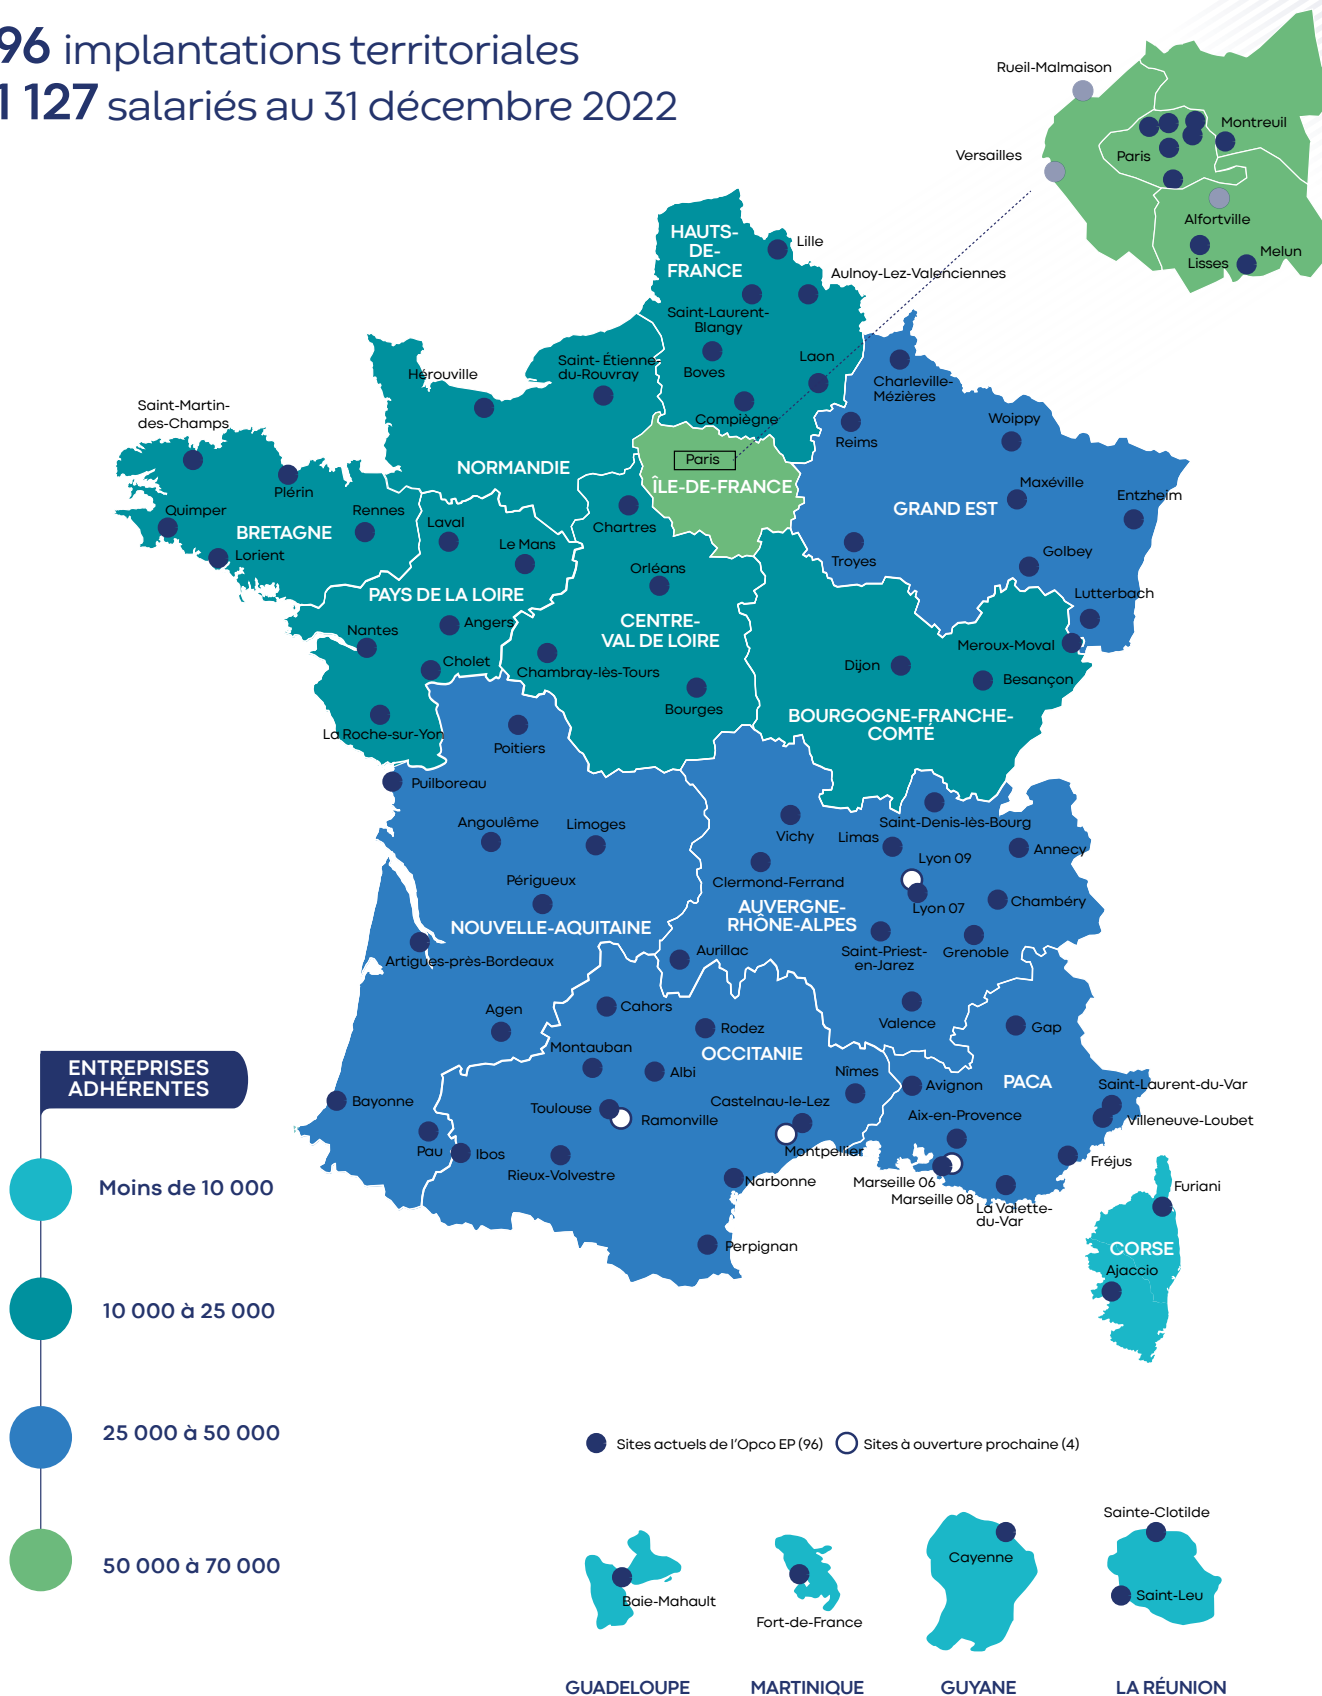 96 implantations territoriales
1 127 salariés au 31 décembre 2022
Rueil-Malmaison
Montreuil
Versailles
Paris
Alfortville
Lisses
Melun
HAUTS-
DE-
FRANCE
Lille
Aulnoy-Lez-Valenciennes
Saint-Laurent-
Blangy
Boves
Laon
Compiègne
Saint-Étienne-
du-Rouvray
Hérouville
NORMANDIE
Charleville-
Mézières
Reims
Woippy
Maxéville
Entzheim
GRAND EST
Troyes
Golbey
Lutterbach
Saint-Martin-
des-Champs
Plérin
Quimper
Rennes
BRETAGNE
Lorient
Paris
ÎLE-DE-FRANCE
Chartres
Laval
Le Mans
Orléans
PAYS DE LA LOIRE
CENTRE-
VAL DE LOIRE
Nantes
Angers
Cholet
Chambray-lès-Tours
Bourges
La Roche-sur-Yon
Meroux-Moval
Dijon
Besançon
BOURGOGNE-FRANCHE-
COMTÉ
Poitiers
Puilboreau
Angoulême
Limoges
Périgueux
NOUVELLE-AQUITAINE
Artigues-près-Bordeaux
Agen
Bayonne
Pau
Vichy
Saint-Denis-lès-Bourg
Limas
Annecy
Lyon 09
Clermond-Ferrand
Lyon 07
Chambéry
AUVERGNE-
RHÔNE-ALPES
Saint-Priest-
en-Jarez
Grenoble
Aurillac
Valence
Cahors
Rodez
OCCITANIE
Montauban
Albi
Nîmes
Castelnau-le-Lez
Toulouse
Ramonville
Montpellier
Ibos
Rieux-Volvestre
Narbonne
Perpignan
Gap
PACA
Avignon
Saint-Laurent-du-Var
Aix-en-Provence
Villeneuve-Loubet
Fréjus
Marseille 06
Marseille 08
La Valette-
du-Var
Furiani
CORSE
Ajaccio
ENTREPRISES
ADHÉRENTES
Moins de 10 000
10 000 à 25 000
25 000 à 50 000
50 000 à 70 000
Sites actuels de l'Opco EP (96)
Sites à ouverture prochaine (4)
Baie-Mahault
Fort-de-France
Cayenne
Sainte-Clotilde
Saint-Leu
GUADELOUPE
MARTINIQUE
GUYANE
LA RÉUNION